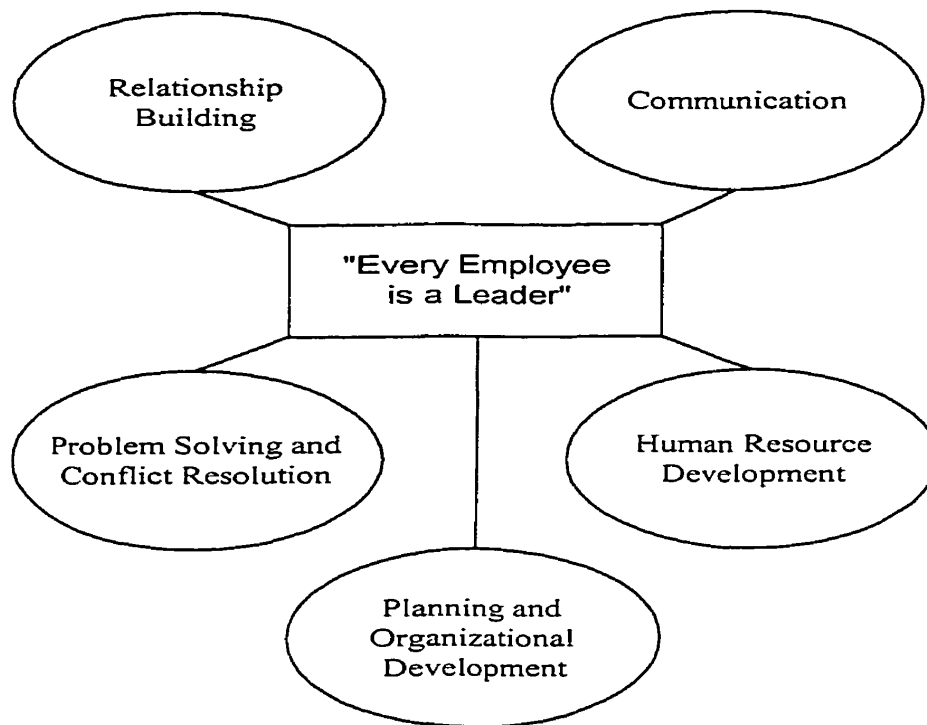 Relationship
Building
Communication
"Every Employee
is a Leader"
Problem Solving and
Conflict Resolution
Human Resource
Development
Planning and
Organizational
Development